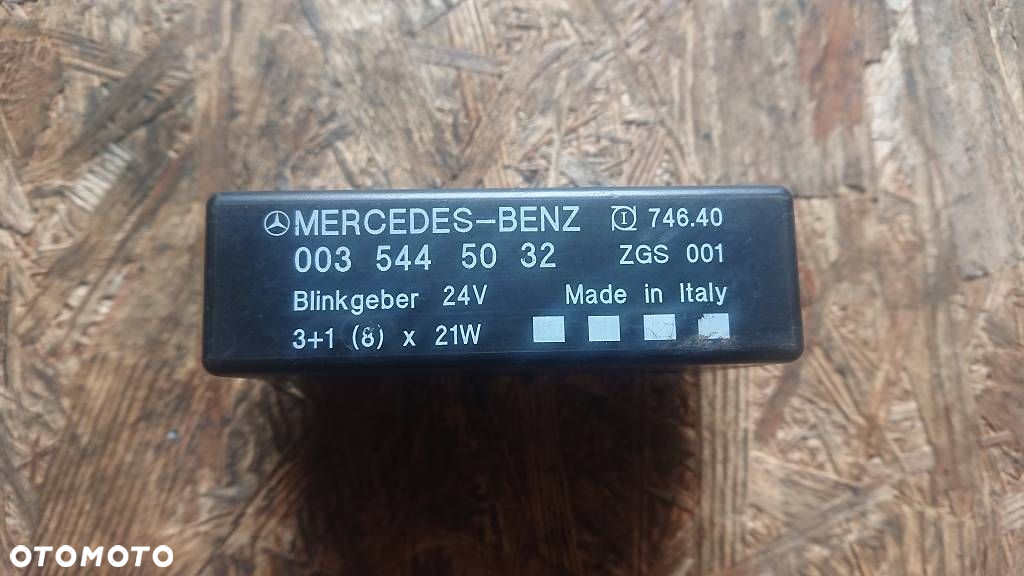 MERCEDES-BENZ I 746.40
003 544 50 32 ZGS 001
Blinkgeber 24V Made in Italy
3+1 (8) x 21W
OTOMOTO